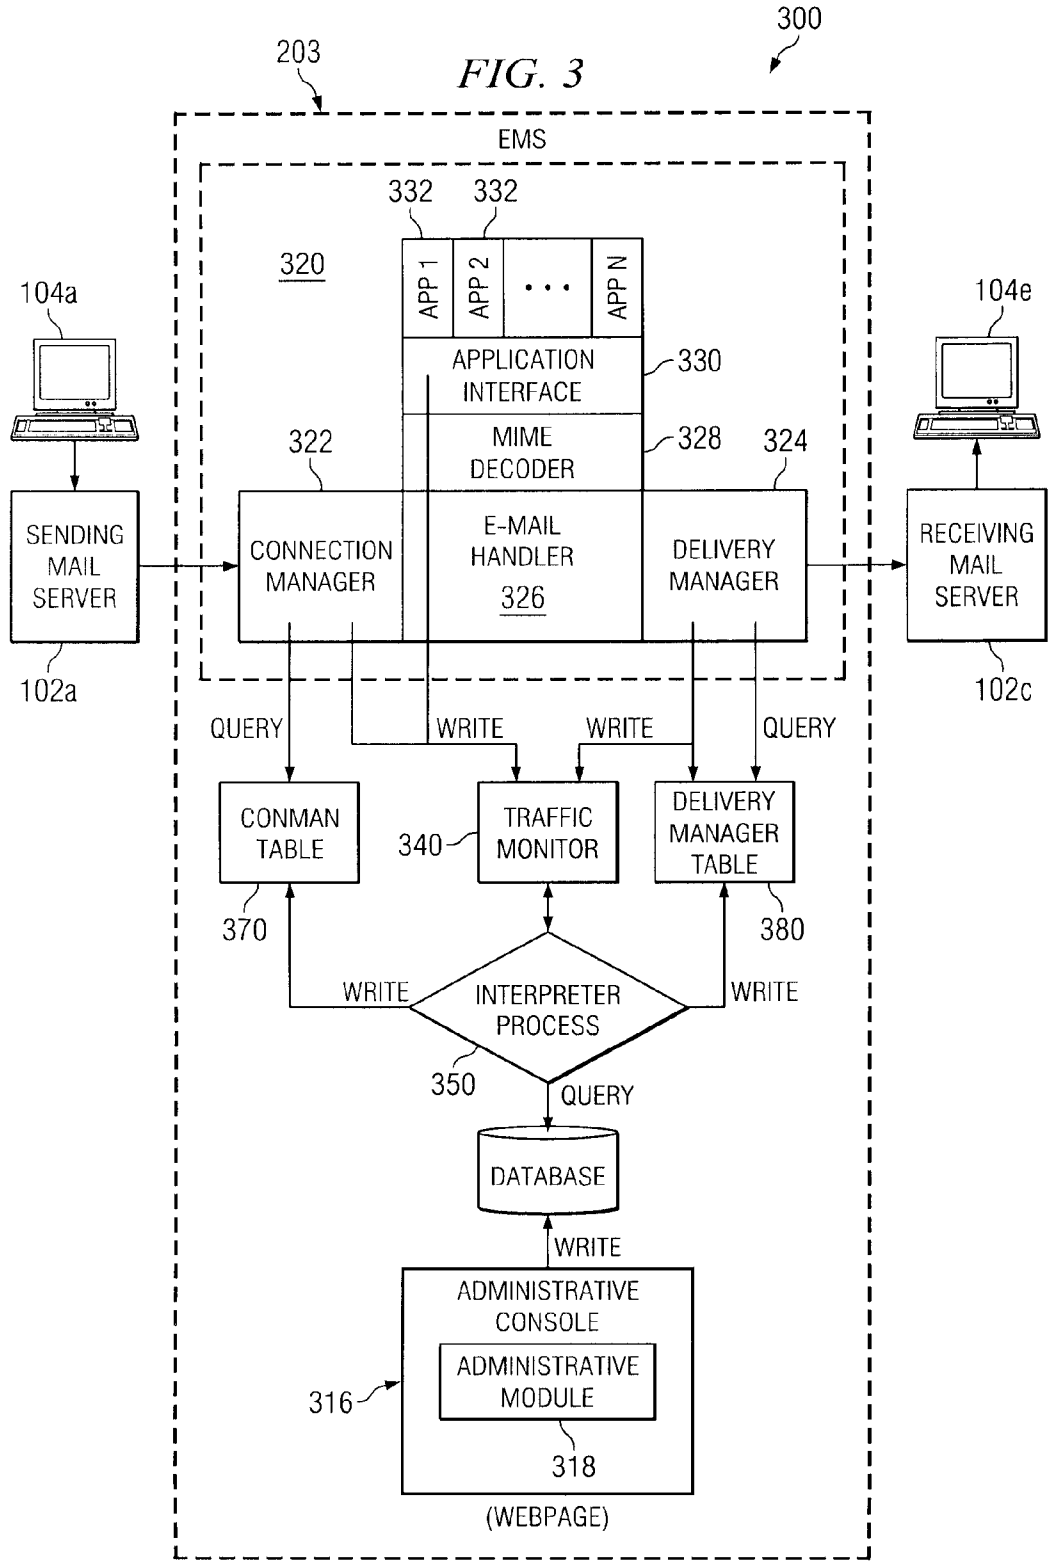 300
203
FIG. 3
EMS
332
332
320
APP 1
APP 2
• • •
APP N
104a
104e
APPLICATION
INTERFACE
330
MIME
DECODER
328
322
324
SENDING
MAIL
SERVER
CONNECTION
MANAGER
E-MAIL
HANDLER
326
DELIVERY
MANAGER
RECEIVING
MAIL
SERVER
102a
102c
QUERY
WRITE
WRITE
QUERY
CONMAN
TABLE
340
TRAFFIC
MONITOR
DELIVERY
MANAGER
TABLE
370
380
WRITE
INTERPRETER
PROCESS
WRITE
350
QUERY
DATABASE
WRITE
ADMINISTRATIVE
CONSOLE
316
ADMINISTRATIVE
MODULE
318
(WEBPAGE)